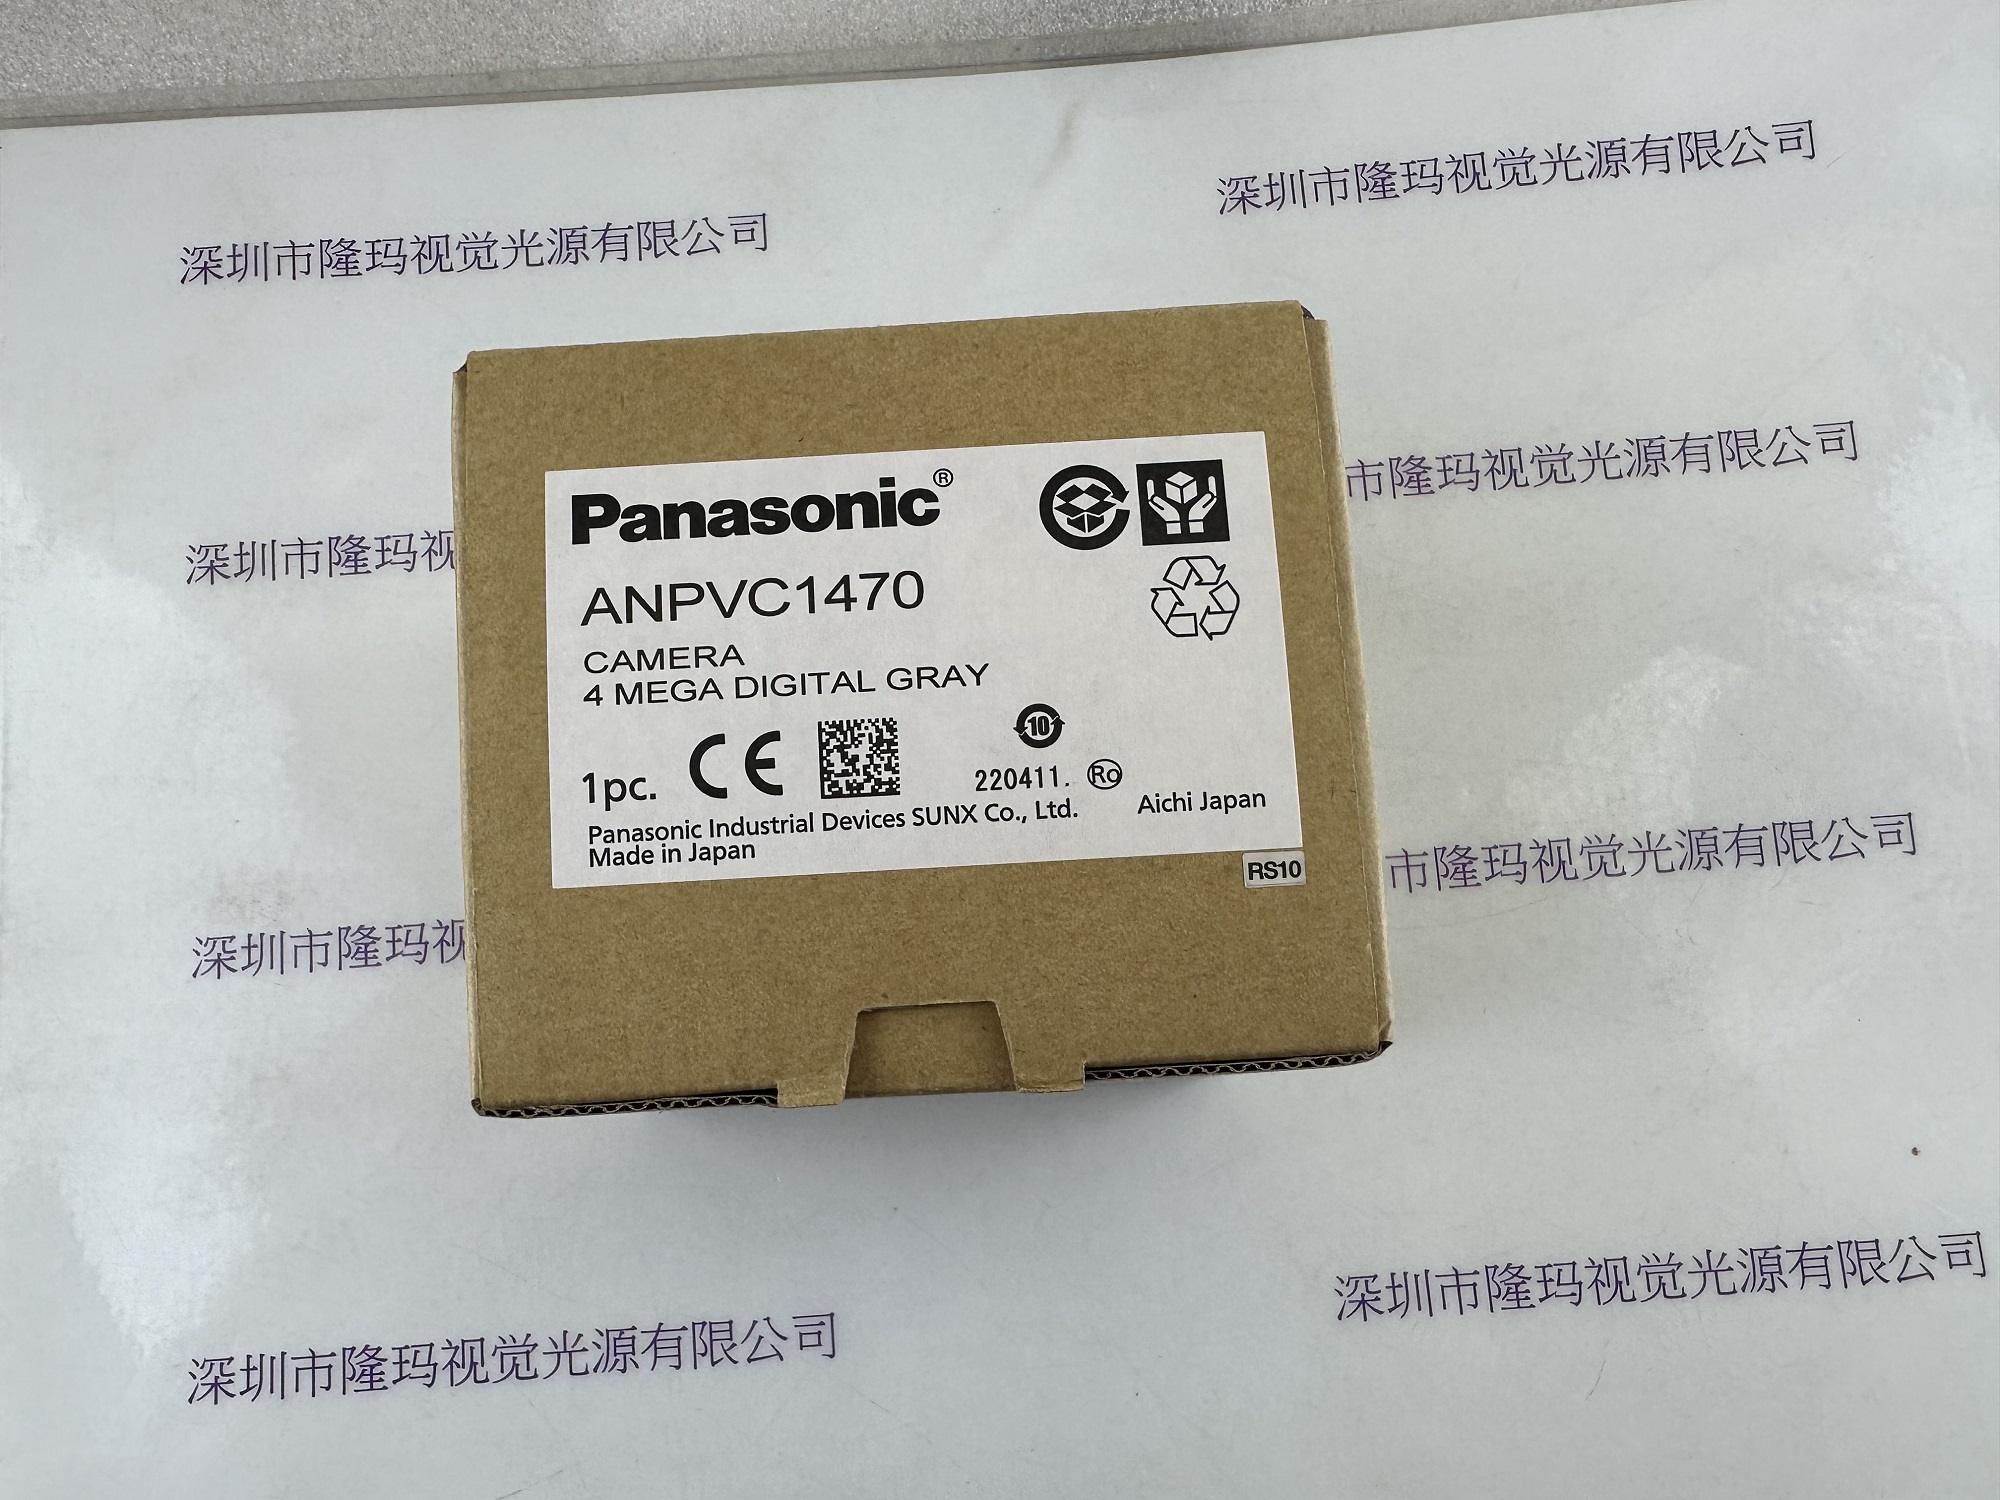 深圳市隆玛视觉光源有限公司
深圳市隆玛视觉光源有限公司
深圳市隆玛视
市隆玛视觉光源有限公司
Panasonic®
ANPVC1470
CAMERA
4 MEGA DIGITAL GRAY
10
1pc. CE 220411. Ro
Panasonic Industrial Devices SUNX Co., Ltd. Aichi Japan
Made in Japan
RS10
深圳市隆玛视
市隆玛视觉光源有限公司
深圳市隆玛视觉光源有限公司
深圳市隆玛视觉光源有限公司